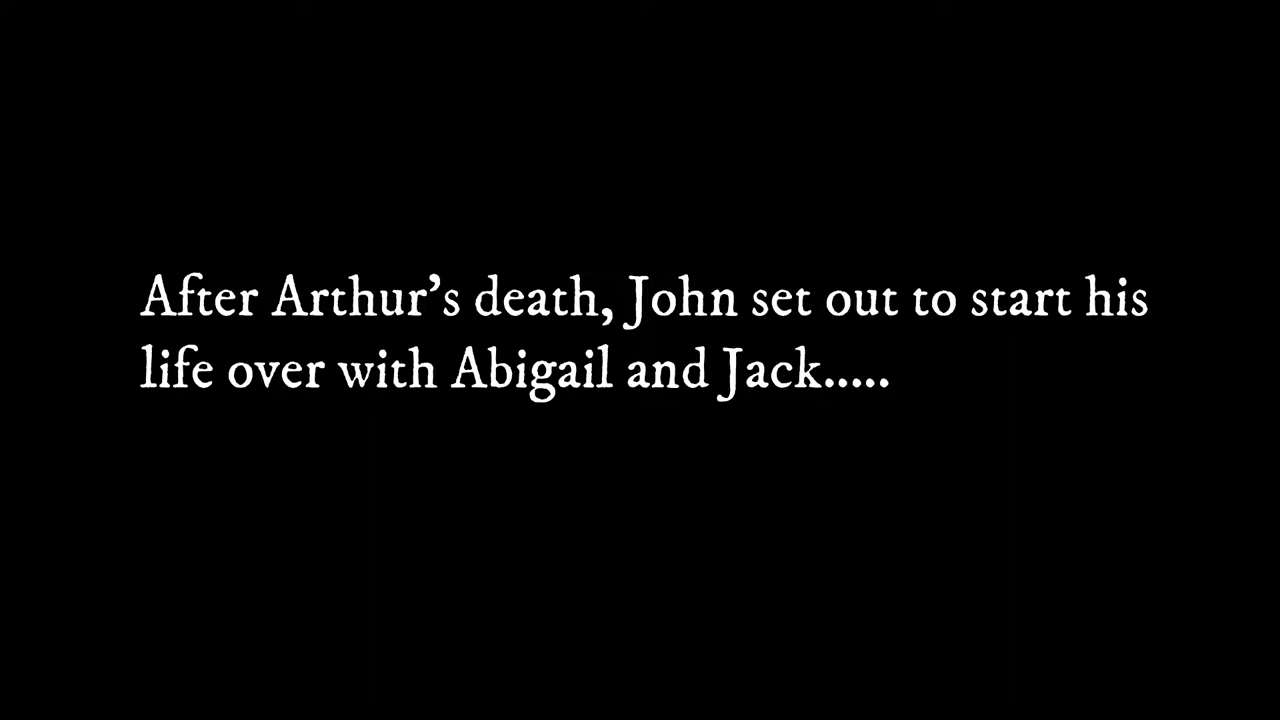 After Arthur’s death, John set out to start his
life over with Abigail and Jack.....